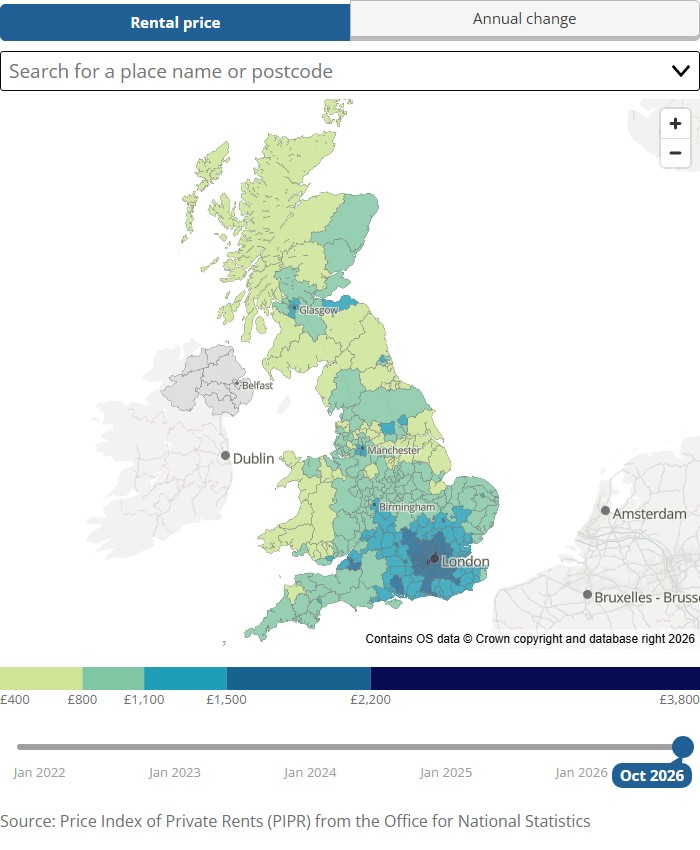 Rental price
Annual change
Search for a place name or postcode
+
−
Glasgow
Belfast
Dublin
Manchester
Birmingham
Amsterdam
London
Bruxelles - Brusse
Contains OS data © Crown copyright and database right 2026
£400 £800 £1,100 £1,500 £2,200 £3,800
Jan 2022 Jan 2023 Jan 2024 Jan 2025 Jan 2026 Oct 2026
Source: Price Index of Private Rents (PIPR) from the Office for National Statistics